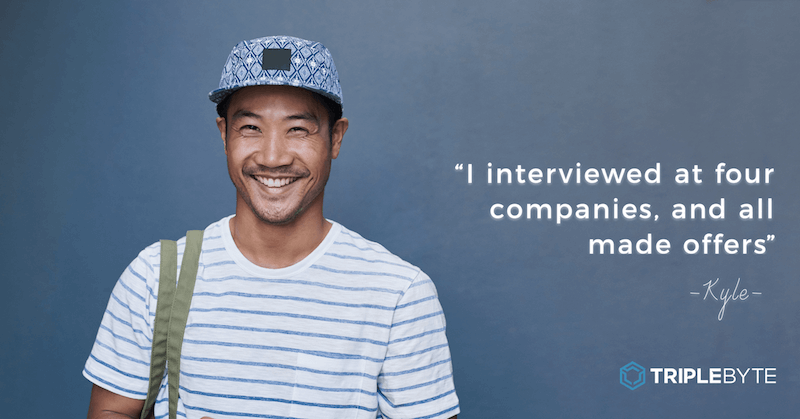 “I interviewed at four
companies, and all
made offers”
–Kyle–
TRIPLEBYTE